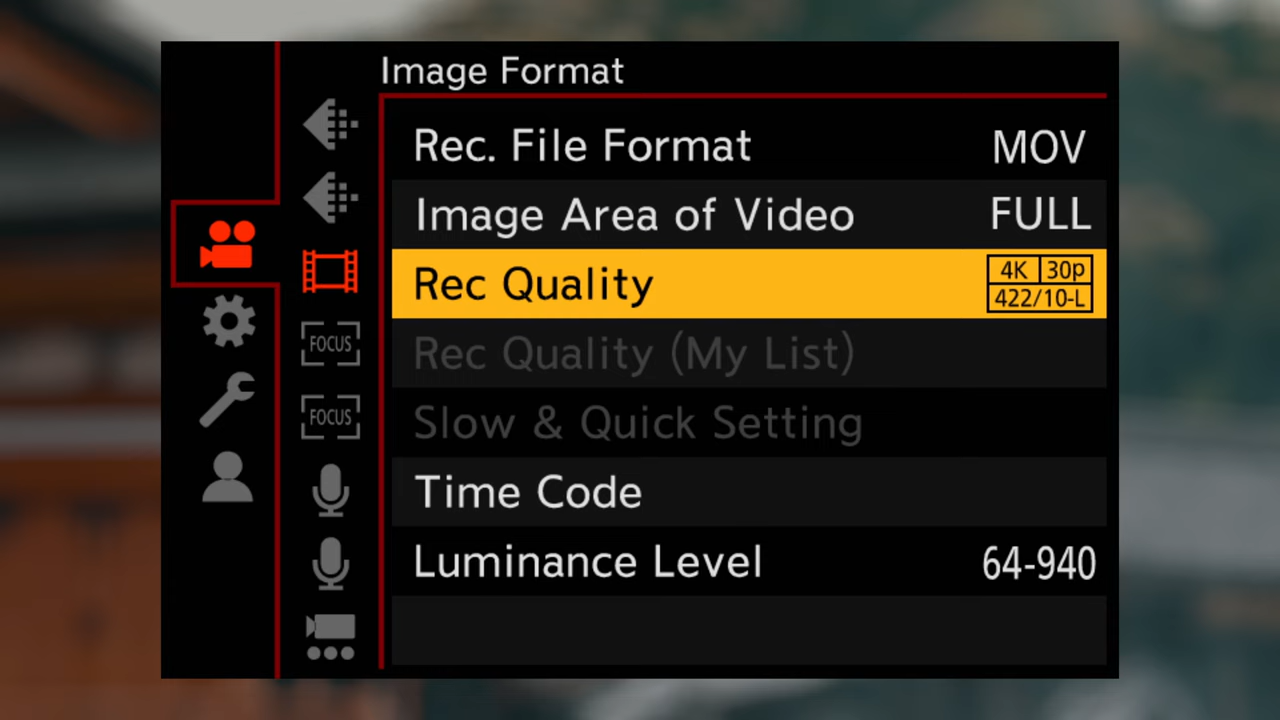 Image Format
Rec. File Format MOV
Image Area of Video FULL
Rec Quality 4K 30p
422/10-L
FOCUS Rec Quality (My List)
FOCUS Slow & Quick Setting
Time Code
Luminance Level 64-940